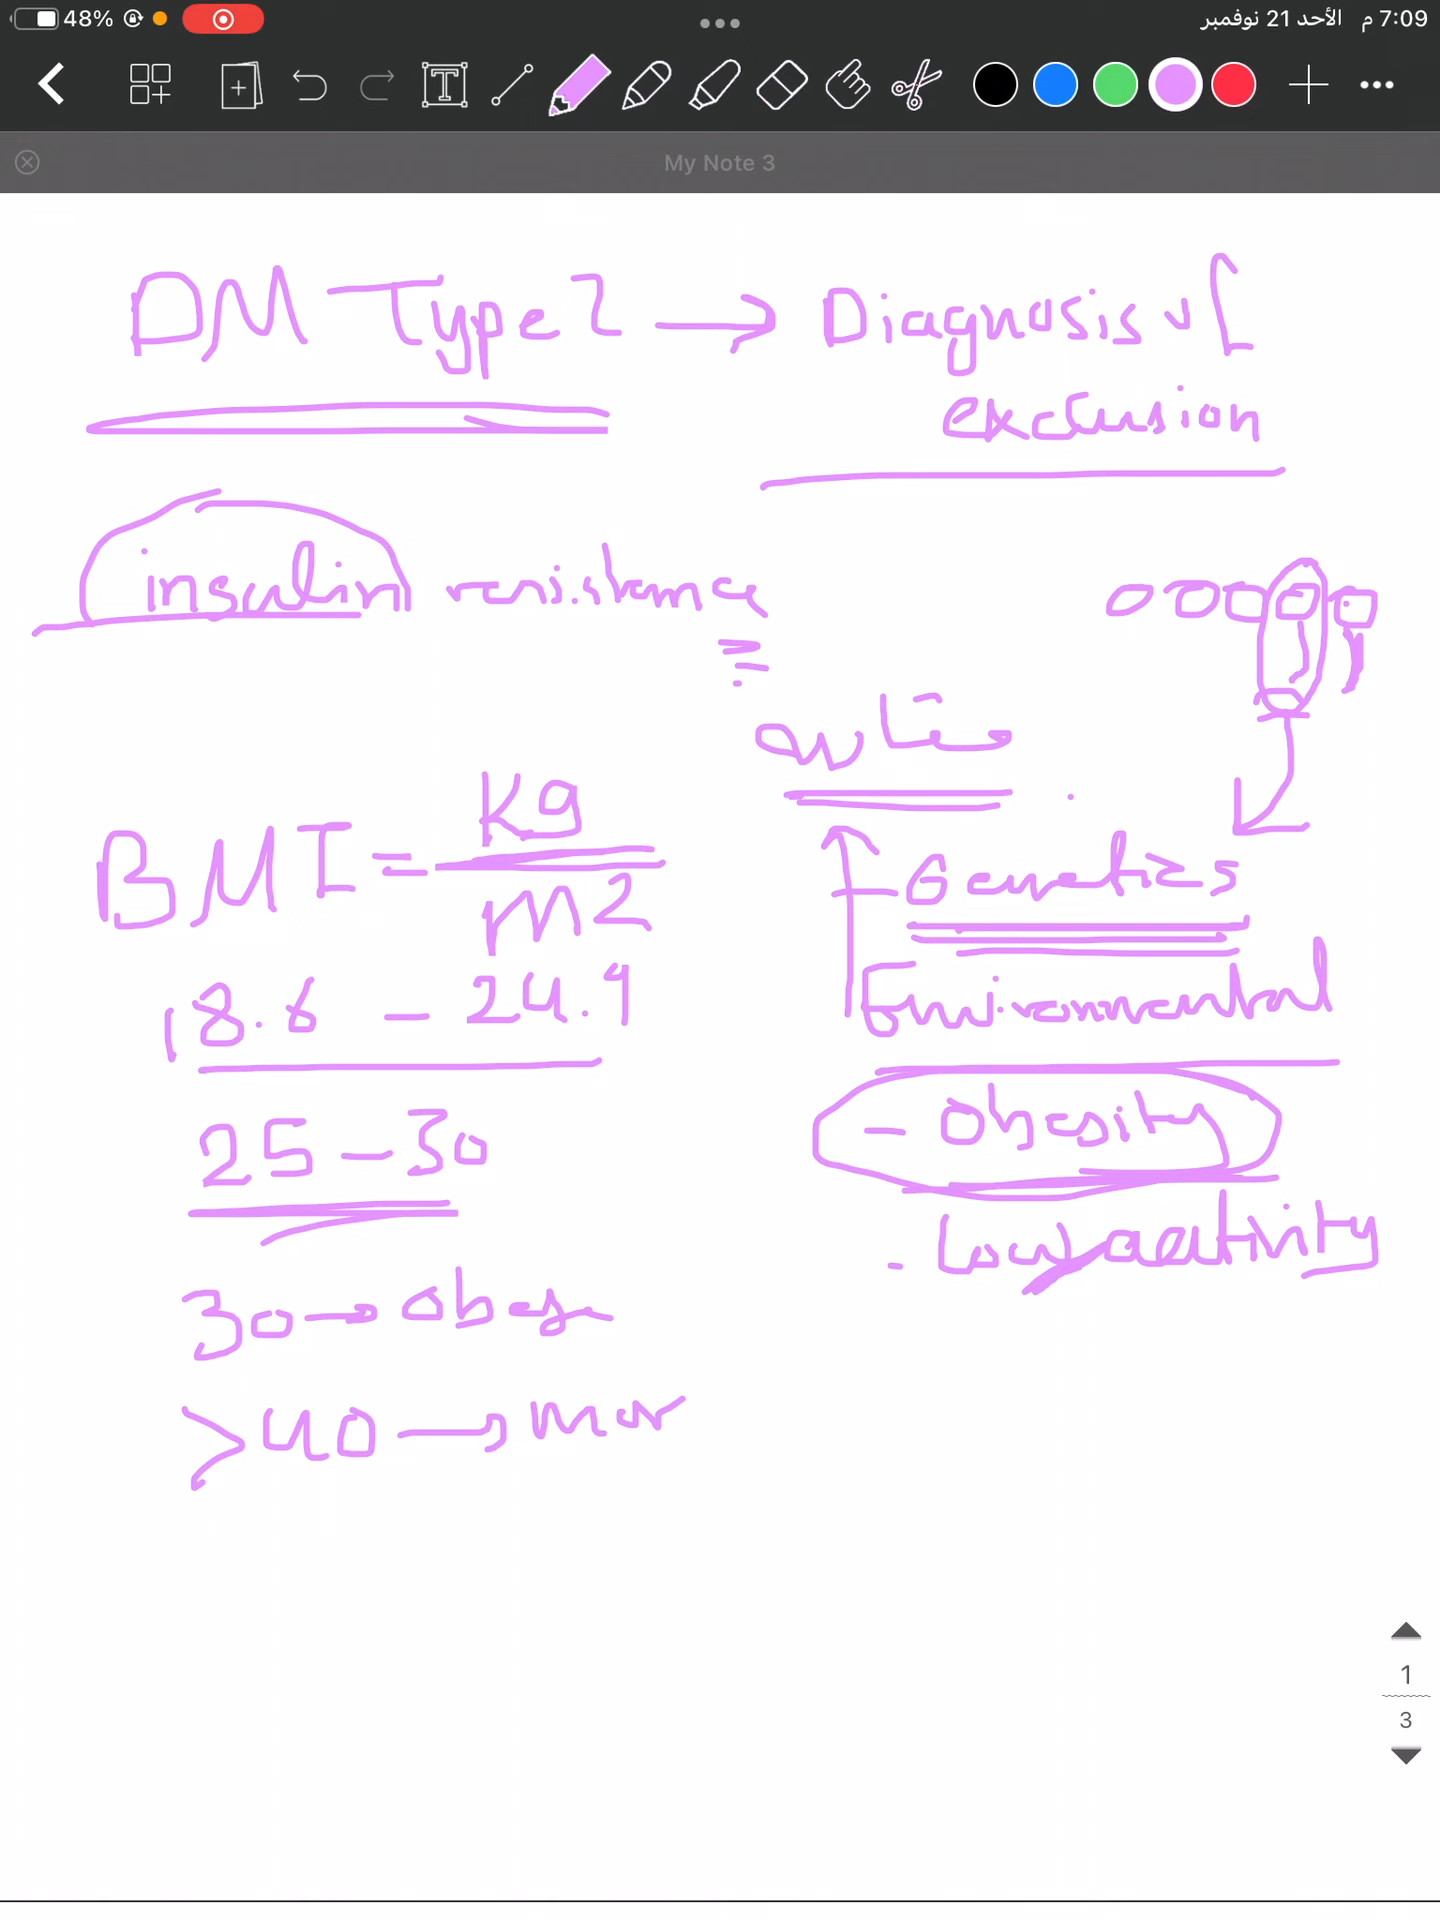 48% 7:09 م الأحد 21 نوفمبر
My Note 3
DM Type 2 → Diagnosis of
exclusion
insulin resistance
مقاومة
BMI = Kg
m2
18.6 - 24.9
25 - 30
30 → obese
>40 → mor
Genetics
Environmental
- obesity
- Low activity
1
3